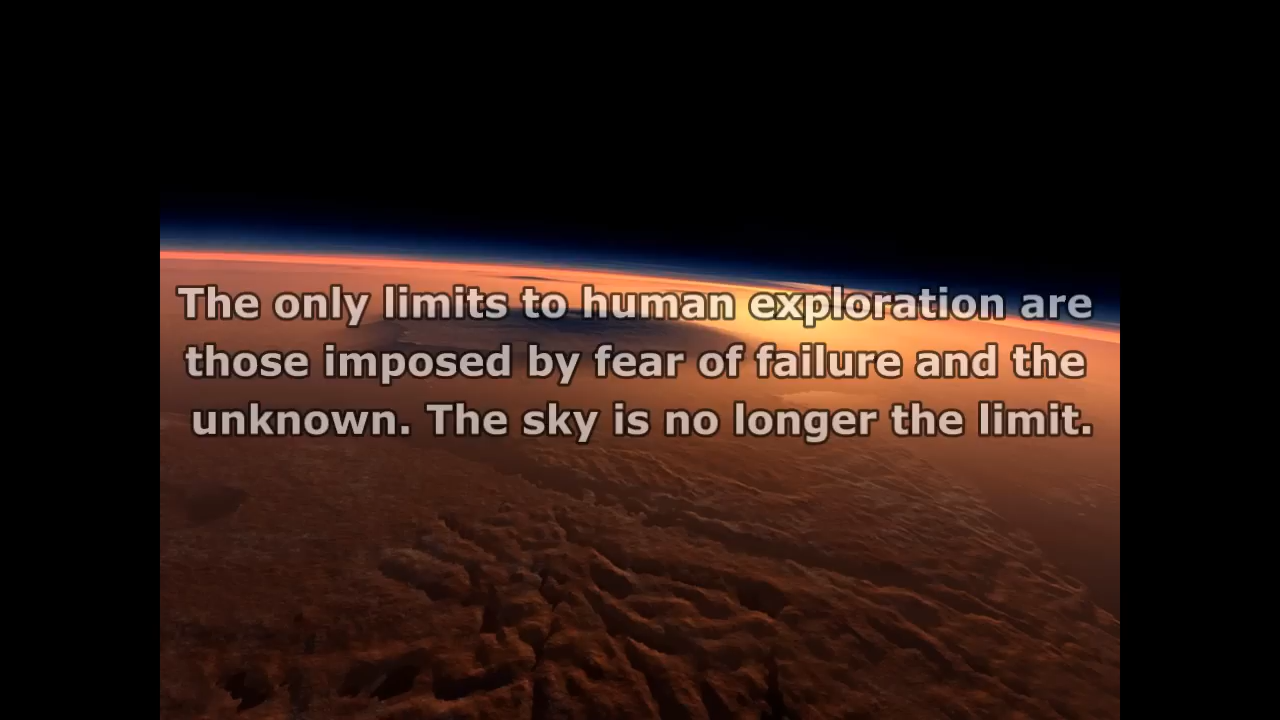 The only limits to human exploration are
those imposed by fear of failure and the
unknown. The sky is no longer the limit.